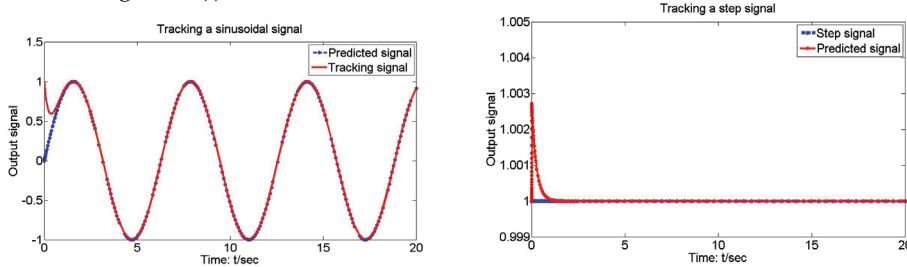 Tracking a sinusoidal signal
1.5
1
0.5
0
-0.5
-1
0
5
10
15
20
Output signal
Time: t/sec
Predicted signal
Tracking signal
Tracking a step signal
1.005
1.004
1.003
1.002
1.001
1
0.999
0
5
10
15
20
Output signal
Time: t/sec
Step signal
Predicted signal